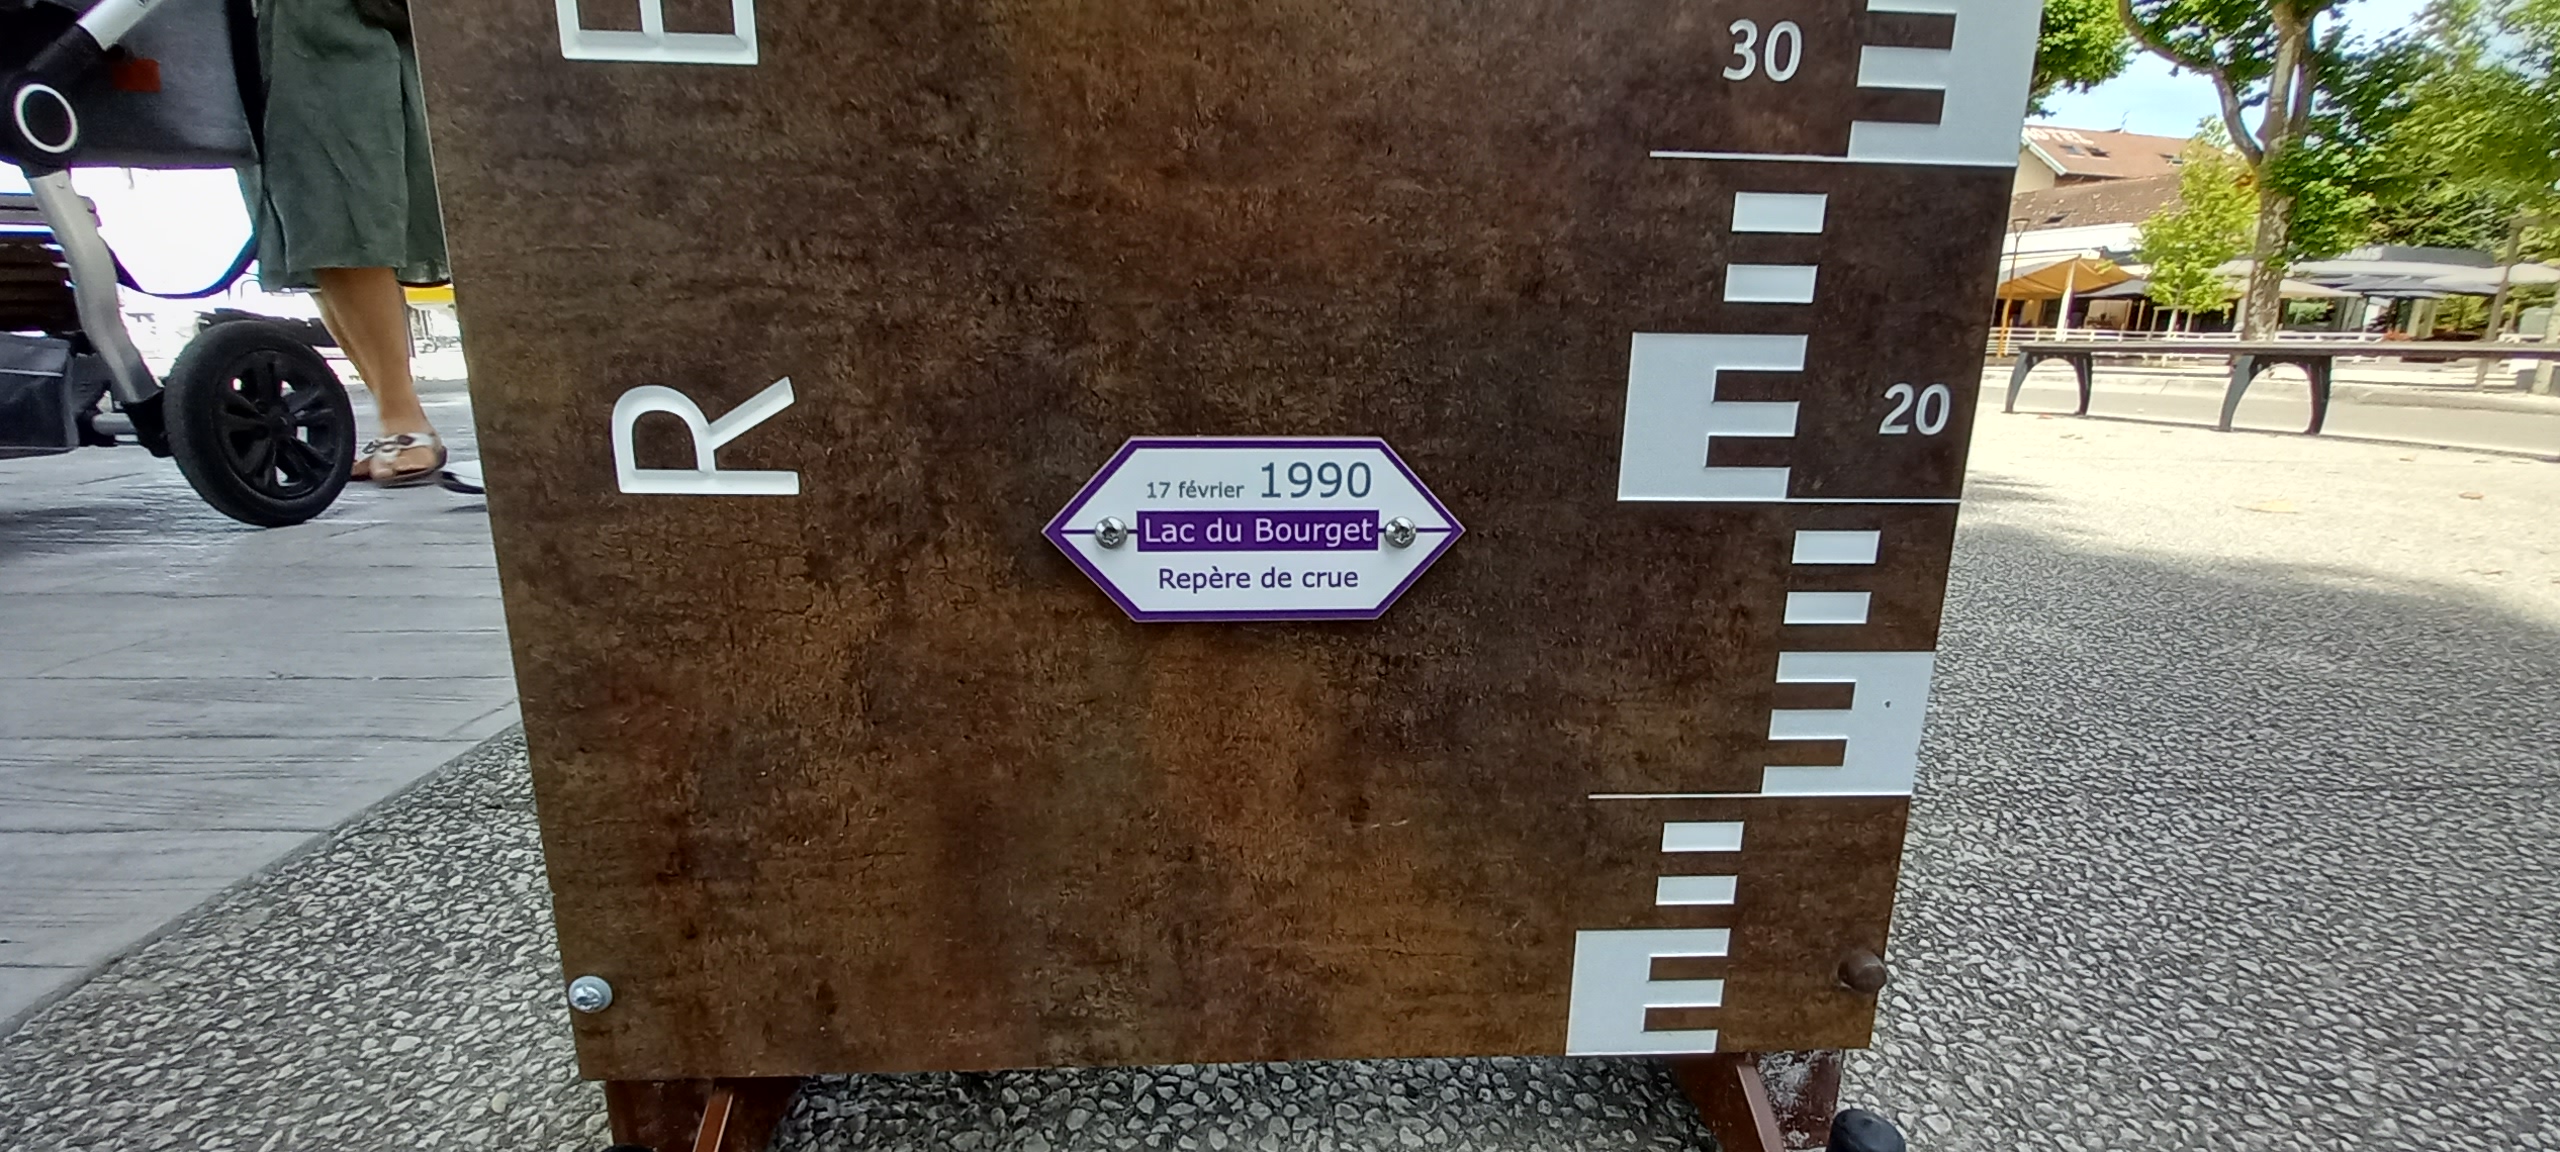 30
20
R
17 février 1990
Lac du Bourget
Repère de crue